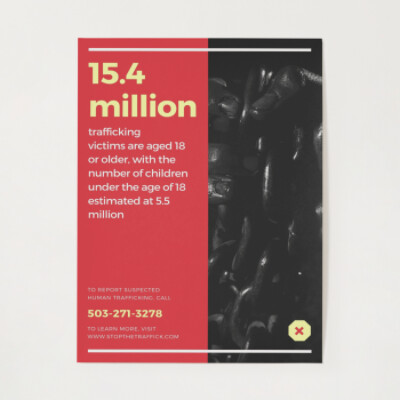 15.4
million
trafficking
victims are aged 18
or older, with the
number of children
under the age of 18
estimated at 5.5
million
TO REPORT SUSPECTED
HUMAN TRAFFICKING, CALL
503-271-3278
TO LEARN MORE, VISIT
WWW.STOPTHETRAFFICK.COM